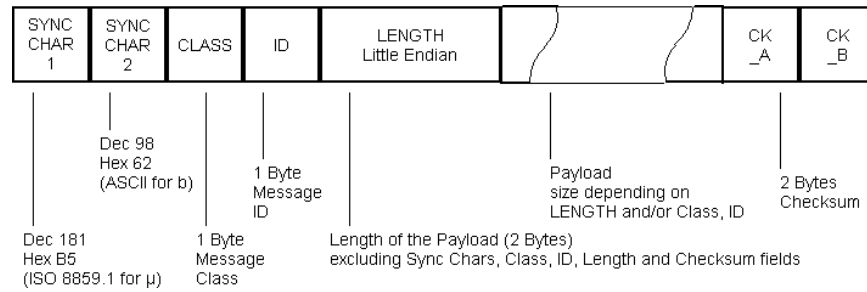 SYNC
CHAR
1
SYNC
CHAR
2
CLASS
ID
LENGTH
Little Endian
CK
_A
CK
_B
Dec 98
Hex 62
(ASCII for b)
1 Byte
Message
ID
Payload
size depending on
LENGTH and/or Class, ID
2 Bytes
Checksum
Dec 181
Hex B5
(ISO 8859.1 for µ)
1 Byte
Message
Class
Length of the Payload (2 Bytes)
excluding Sync Chars, Class, ID, Length and Checksum fields